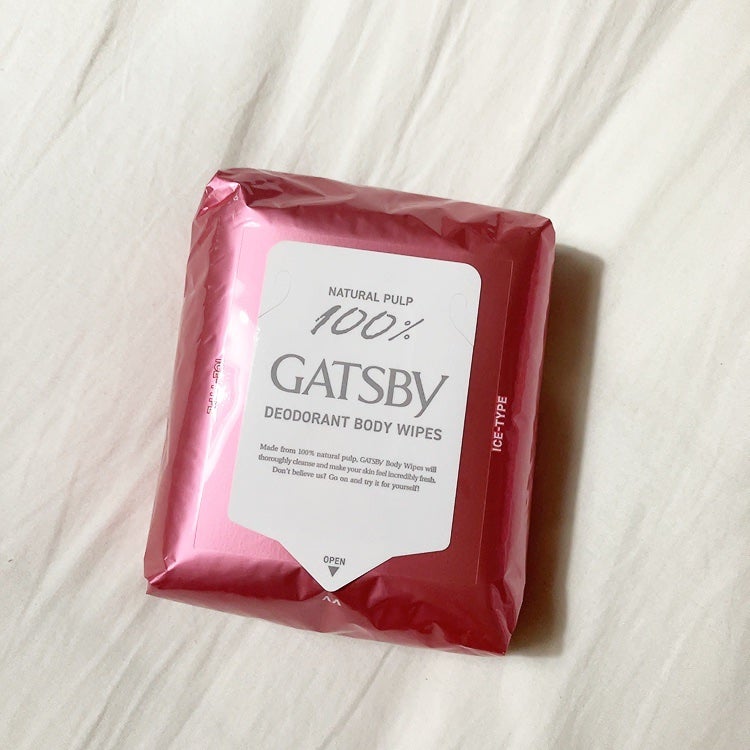 NATURAL PULP
100%
GATSBY
DEODORANT BODY WIPES
Made from 100% natural pulp, GATSBY Body Wipes will
thoroughly cleanse and make your skin feel incredibly fresh.
Don't believe us? Go on and try it for yourself!
OPEN
ICE-TYPE
ICE-TYPE